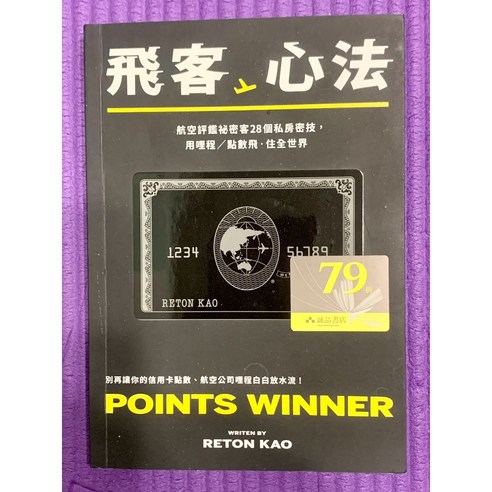 飛客心法
航空評鑑祕密客28個私房密技，
用哩程／點數飛‧住全世界
1234 56789
RETON KAO
79
誠品書店
別再讓你的信用卡點數、航空公司哩程白白放水流！
POINTS WINNER
WRITEN BY
RETON KAO